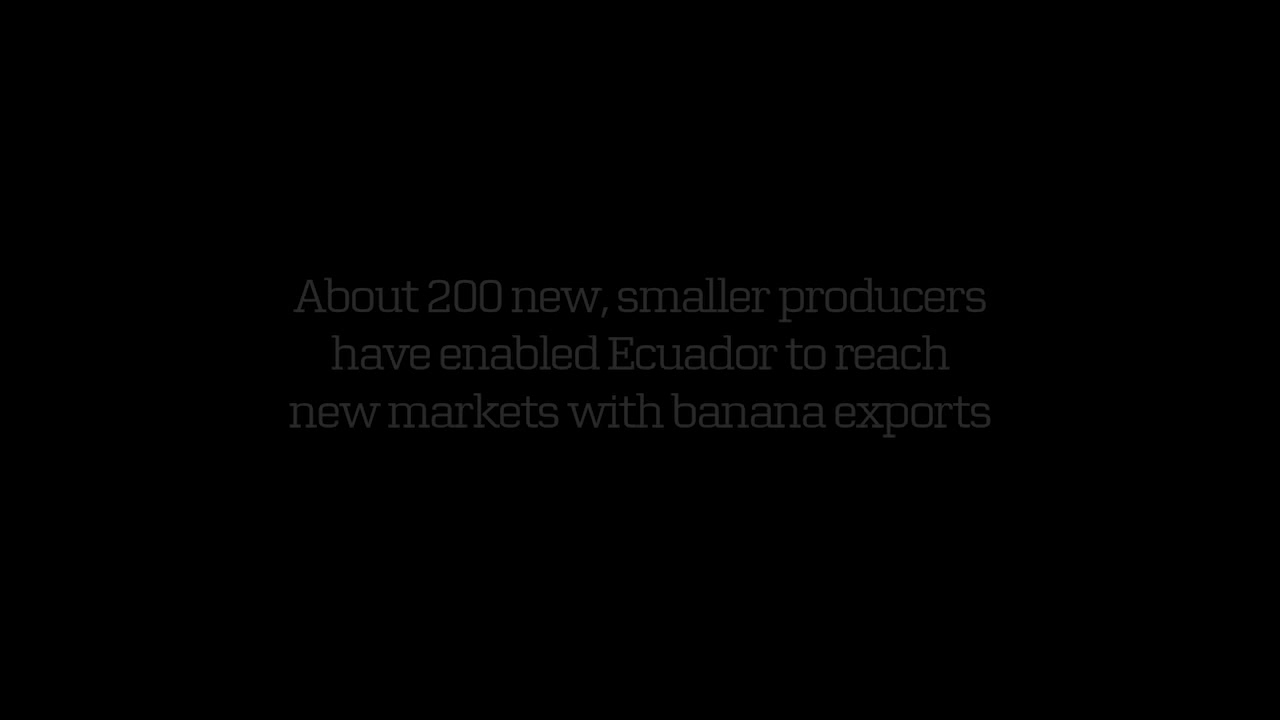 About 200 new, smaller producers
have enabled Ecuador to reach
new markets with banana exports